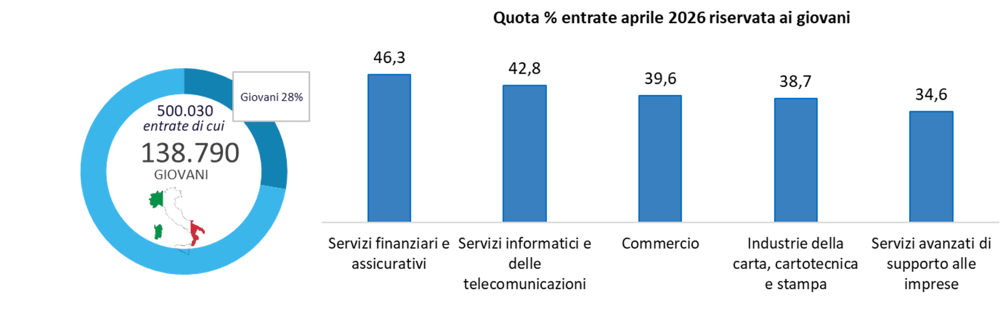 Quota % entrate aprile 2026 riservata ai giovani
Giovani 28%
500.030
entrate di cui
138.790
GIOVANI
46,3
42,8
39,6
38,7
34,6
Servizi finanziari e
assicurativi
Servizi informatici e
delle
telecomunicazioni
Commercio
Industrie della
carta, cartotecnica
e stampa
Servizi avanzati di
supporto alle
imprese